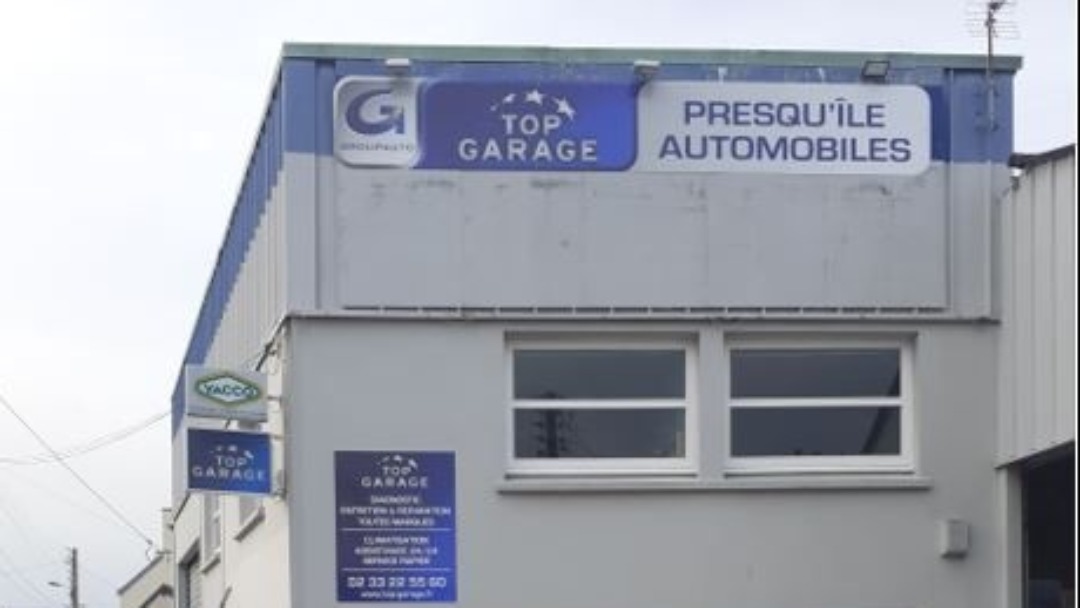 G
GROUPAUTO
TOP
GARAGE
PRESQU'ÎLE
AUTOMOBILES
YACCO
TOP
GARAGE
TOP
GARAGE
DIAGNOSTIC
ENTRETIEN & RÉPARATION
TOUTES MARQUES
CLIMATISATION
ASSISTANCE 24/24
SERVICE RAPIDE
02 33 22 55 60
www.top-garage.fr